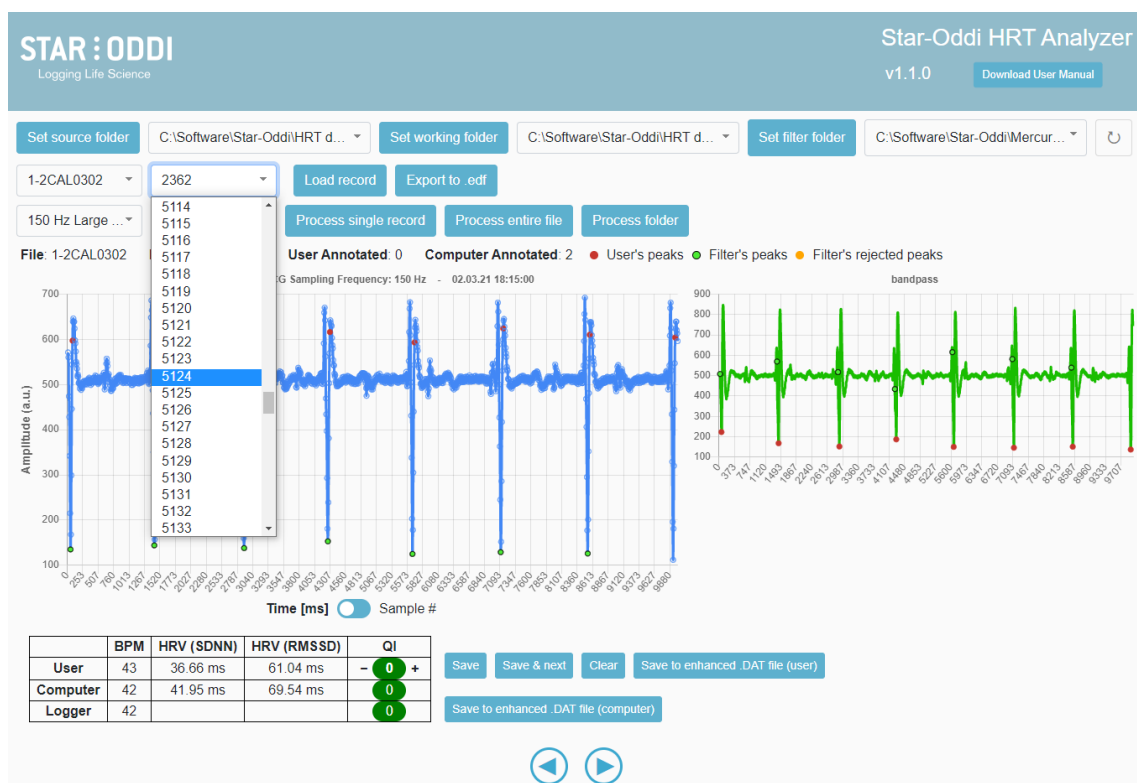 STAR ODDI
Logging Life Science
Star-Oddi HRT Analyzer
v1.1.0 Download User Manual
Set source folder C:\Software\Star-Oddi\HRT d... Set working folder C:\Software\Star-Oddi\HRT d... Set filter folder C:\Software\Star-Oddi\Mercur...
1-2CAL0302 2362 Load record Export to .edf
150 Hz Large ... Process single record Process entire file Process folder
File: 1-2CAL0302 User Annotated: 0 Computer Annotated: 2 User's peaks Filter's peaks Filter's rejected peaks
5114
5115
5116
5117
5118
5119
5120
5121
5122
5123
5124
5125
5126
5127
5128
5129
5130
5131
5132
5133
CG Sampling Frequency: 150 Hz - 02.03.21 18:15:00
Amplitude (a.u.)
700
600
500
400
300
200
100
0 253 507 760 1013 1267 1520 1773 2027 2280 2533 2787 3040 3293 3547 3800 4053 4307 4560 4813 5067 5320 5573 5827 6080 6333 6587 6840 7093 7347 7600 7853 8107 8360 8613 8867 9120 9373 9627 9880
bandpass
900
800
700
600
500
400
300
200
100
0 373 747 1120 1493 1867 2240 2613 2987 3360 3733 4107 4480 4853 5227 5600 5973 6347 6720 7093 7467 7840 8213 8587 8960 9333 9707
Time [ms] Sample #
BPM HRV (SDNN) HRV (RMSSD) QI
User 43 36.66 ms 61.04 ms − 0 +
Computer 42 41.95 ms 69.54 ms 0
Logger 42 0
Save Save & next Clear Save to enhanced .DAT file (user)
Save to enhanced .DAT file (computer)